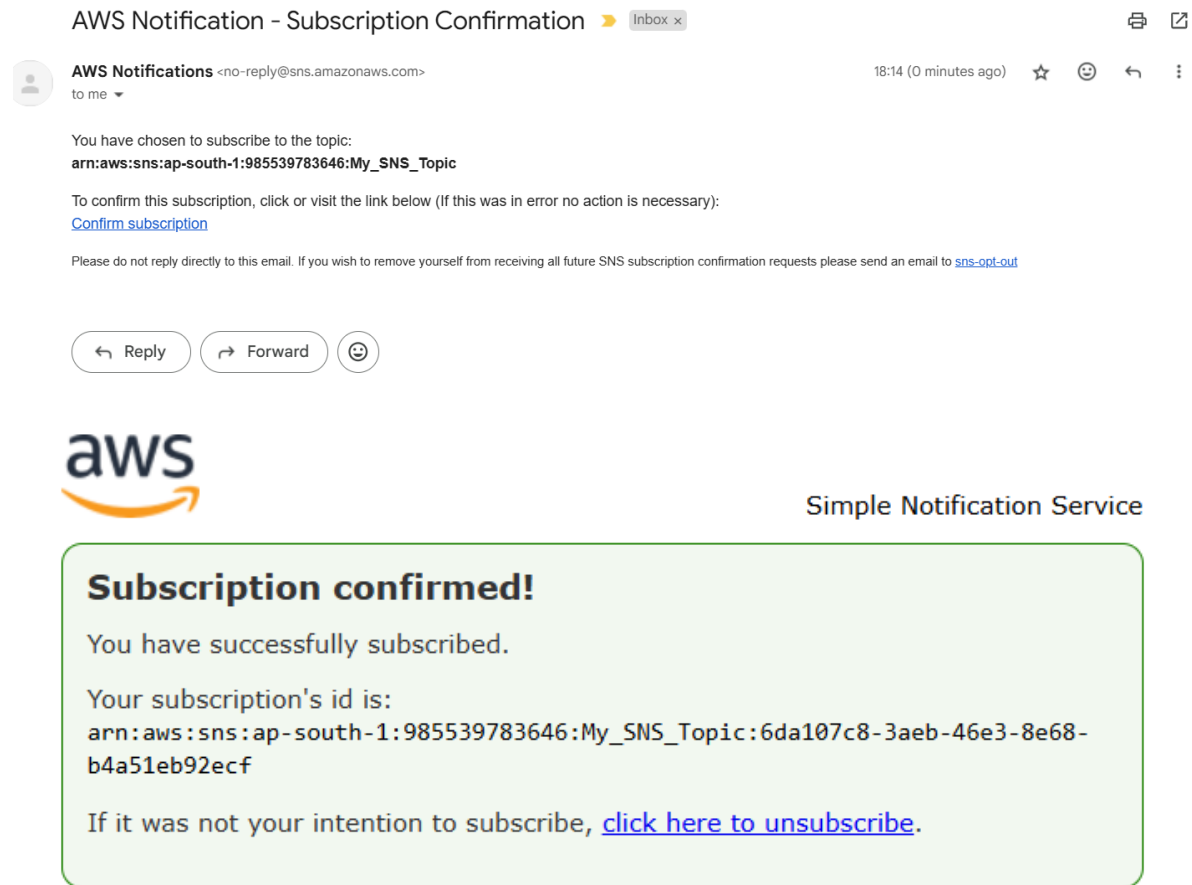 AWS Notification - Subscription Confirmation Inbox x
AWS Notifications <no-reply@sns.amazonaws.com> 18:14 (0 minutes ago)
to me
You have chosen to subscribe to the topic:
arn:aws:sns:ap-south-1:985539783646:My_SNS_Topic
To confirm this subscription, click or visit the link below (If this was in error no action is necessary):
Confirm subscription
Please do not reply directly to this email. If you wish to remove yourself from receiving all future SNS subscription confirmation requests please send an email to sns-opt-out
Reply Forward
aws
Simple Notification Service
Subscription confirmed!
You have successfully subscribed.
Your subscription's id is:
arn:aws:sns:ap-south-1:985539783646:My_SNS_Topic:6da107c8-3aeb-46e3-8e68-
b4a51eb92ecf
If it was not your intention to subscribe, click here to unsubscribe.